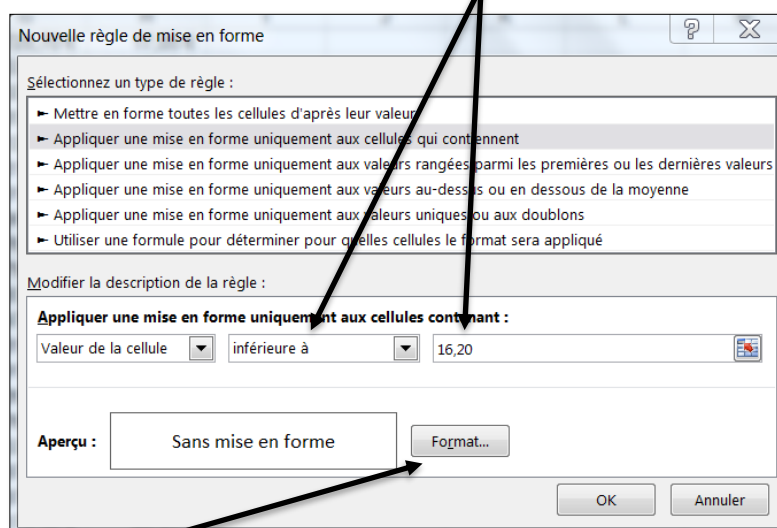 Nouvelle règle de mise en forme
Sélectionnez un type de règle :
► Mettre en forme toutes les cellules d'après leur valeur
► Appliquer une mise en forme uniquement aux cellules qui contiennent
► Appliquer une mise en forme uniquement aux valeurs rangées parmi les premières ou les dernières valeurs
► Appliquer une mise en forme uniquement aux valeurs au-dessus ou en dessous de la moyenne
► Appliquer une mise en forme uniquement aux valeurs uniques ou aux doublons
► Utiliser une formule pour déterminer pour quelles cellules le format sera appliqué
Modifier la description de la règle :
Appliquer une mise en forme uniquement aux cellules contenant :
Valeur de la cellule inférieure à 16,20
Aperçu : Sans mise en forme Format...
OK Annuler